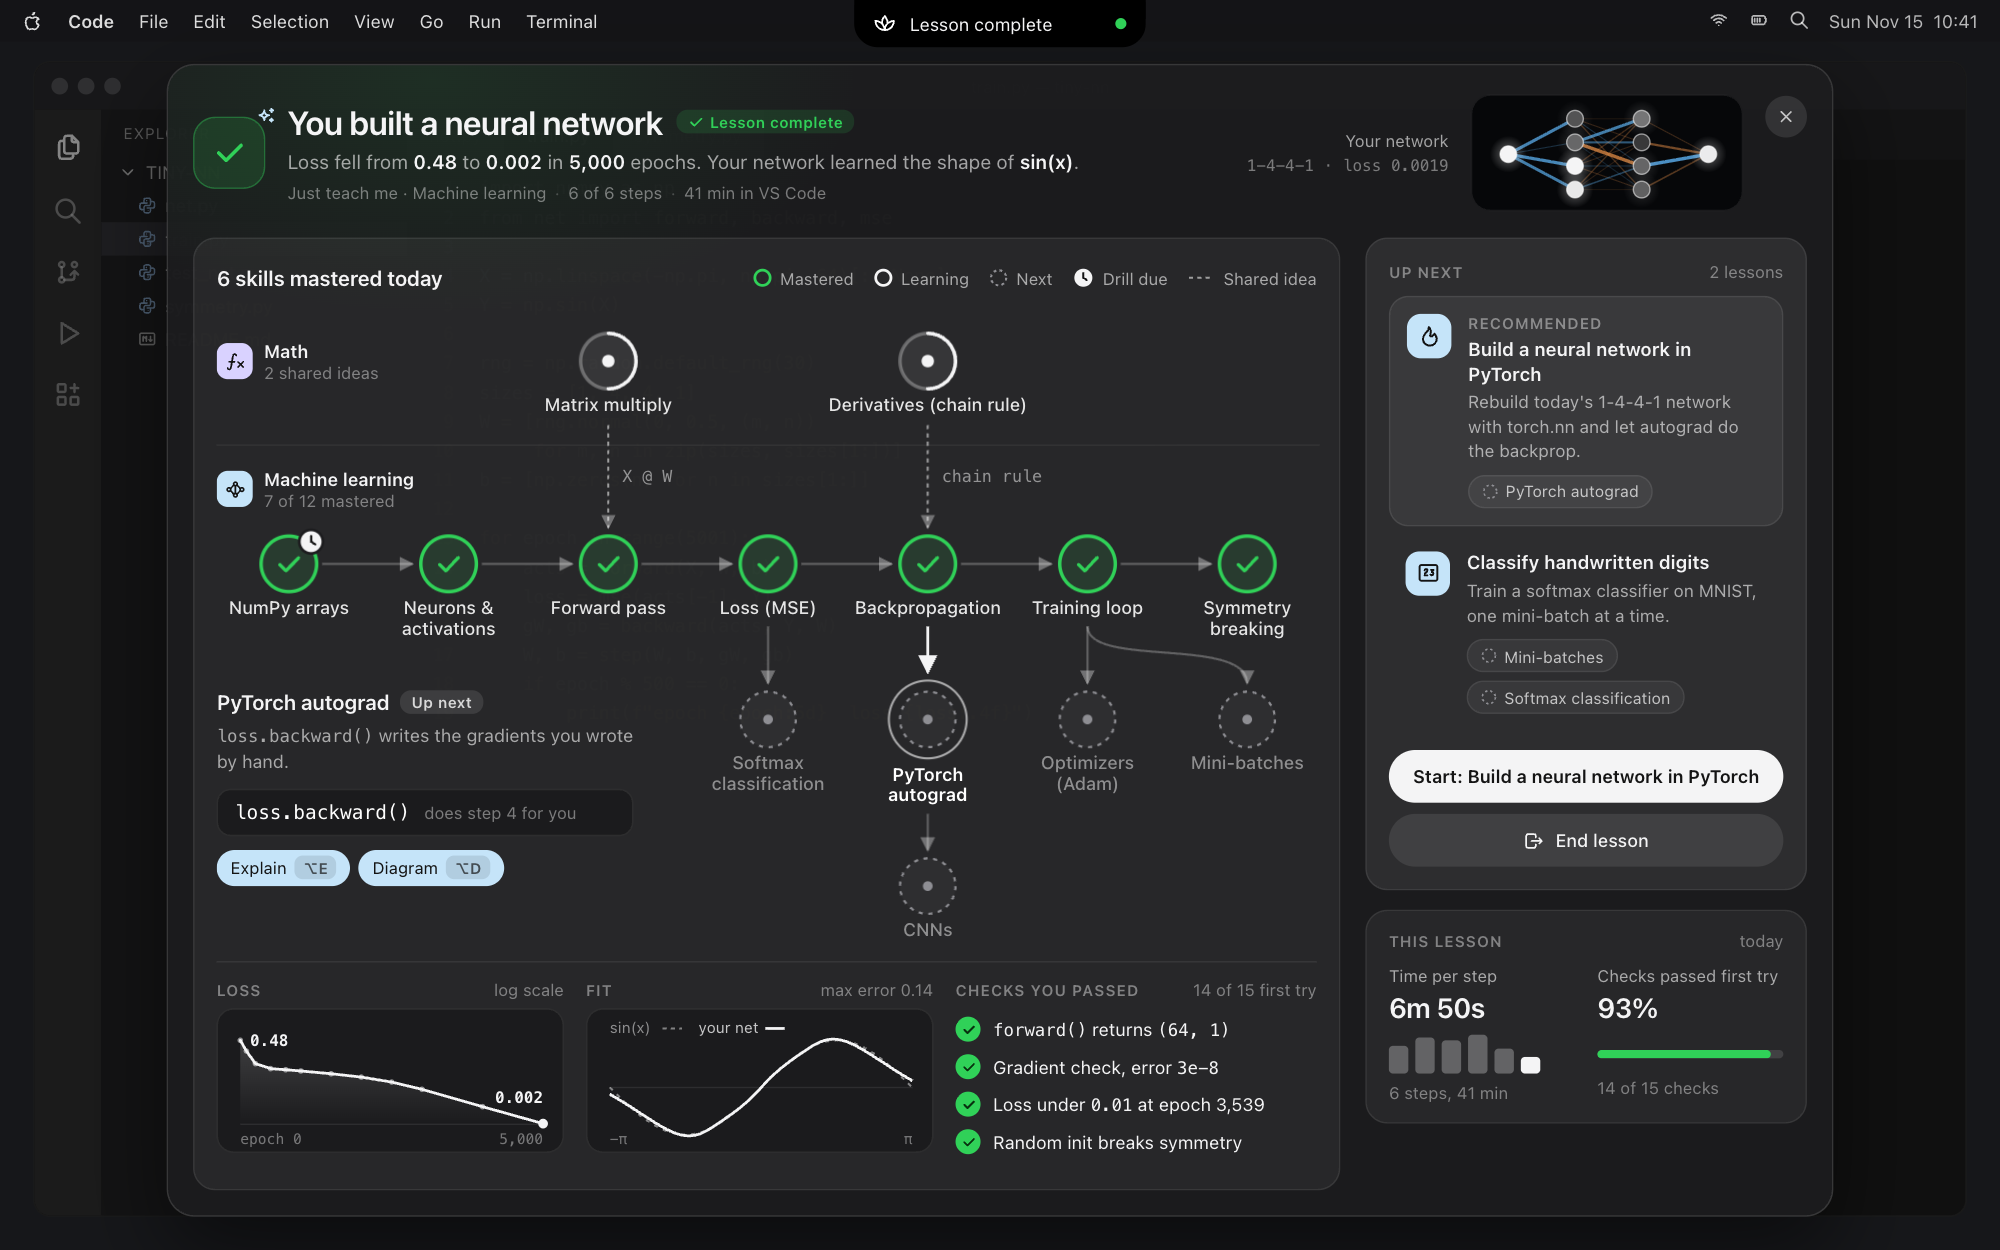 Code File Edit Selection View Go Run Terminal
Lesson complete
Sun Nov 15 10:41
You built a neural network
Lesson complete
Loss fell from 0.48 to 0.002 in 5,000 epochs. Your network learned the shape of sin(x).
Just teach me · Machine learning · 6 of 6 steps · 41 min in VS Code
Your network
1-4-4-1 · loss 0.0019
6 skills mastered today
Mastered Learning Next Drill due Shared idea
Math
2 shared ideas
Matrix multiply
Derivatives (chain rule)
X @ W
chain rule
Machine learning
7 of 12 mastered
NumPy arrays
Neurons &
activations
Forward pass
Loss (MSE)
Backpropagation
Training loop
Symmetry
breaking
PyTorch autograd Up next
loss.backward() writes the gradients you wrote
by hand.
loss.backward() does step 4 for you
Explain ⌥E Diagram ⌥D
Softmax
classification
PyTorch
autograd
Optimizers
(Adam)
Mini-batches
CNNs
LOSS log scale
0.48
0.002
epoch 0 5,000
FIT max error 0.14
sin(x) your net
−π π
CHECKS YOU PASSED 14 of 15 first try
forward() returns (64, 1)
Gradient check, error 3e−8
Loss under 0.01 at epoch 3,539
Random init breaks symmetry
UP NEXT 2 lessons
RECOMMENDED
Build a neural network in
PyTorch
Rebuild today's 1-4-4-1 network
with torch.nn and let autograd do
the backprop.
PyTorch autograd
23
Classify handwritten digits
Train a softmax classifier on MNIST,
one mini-batch at a time.
Mini-batches
Softmax classification
Start: Build a neural network in PyTorch
End lesson
THIS LESSON today
Time per step
6m 50s
6 steps, 41 min
Checks passed first try
93%
14 of 15 checks